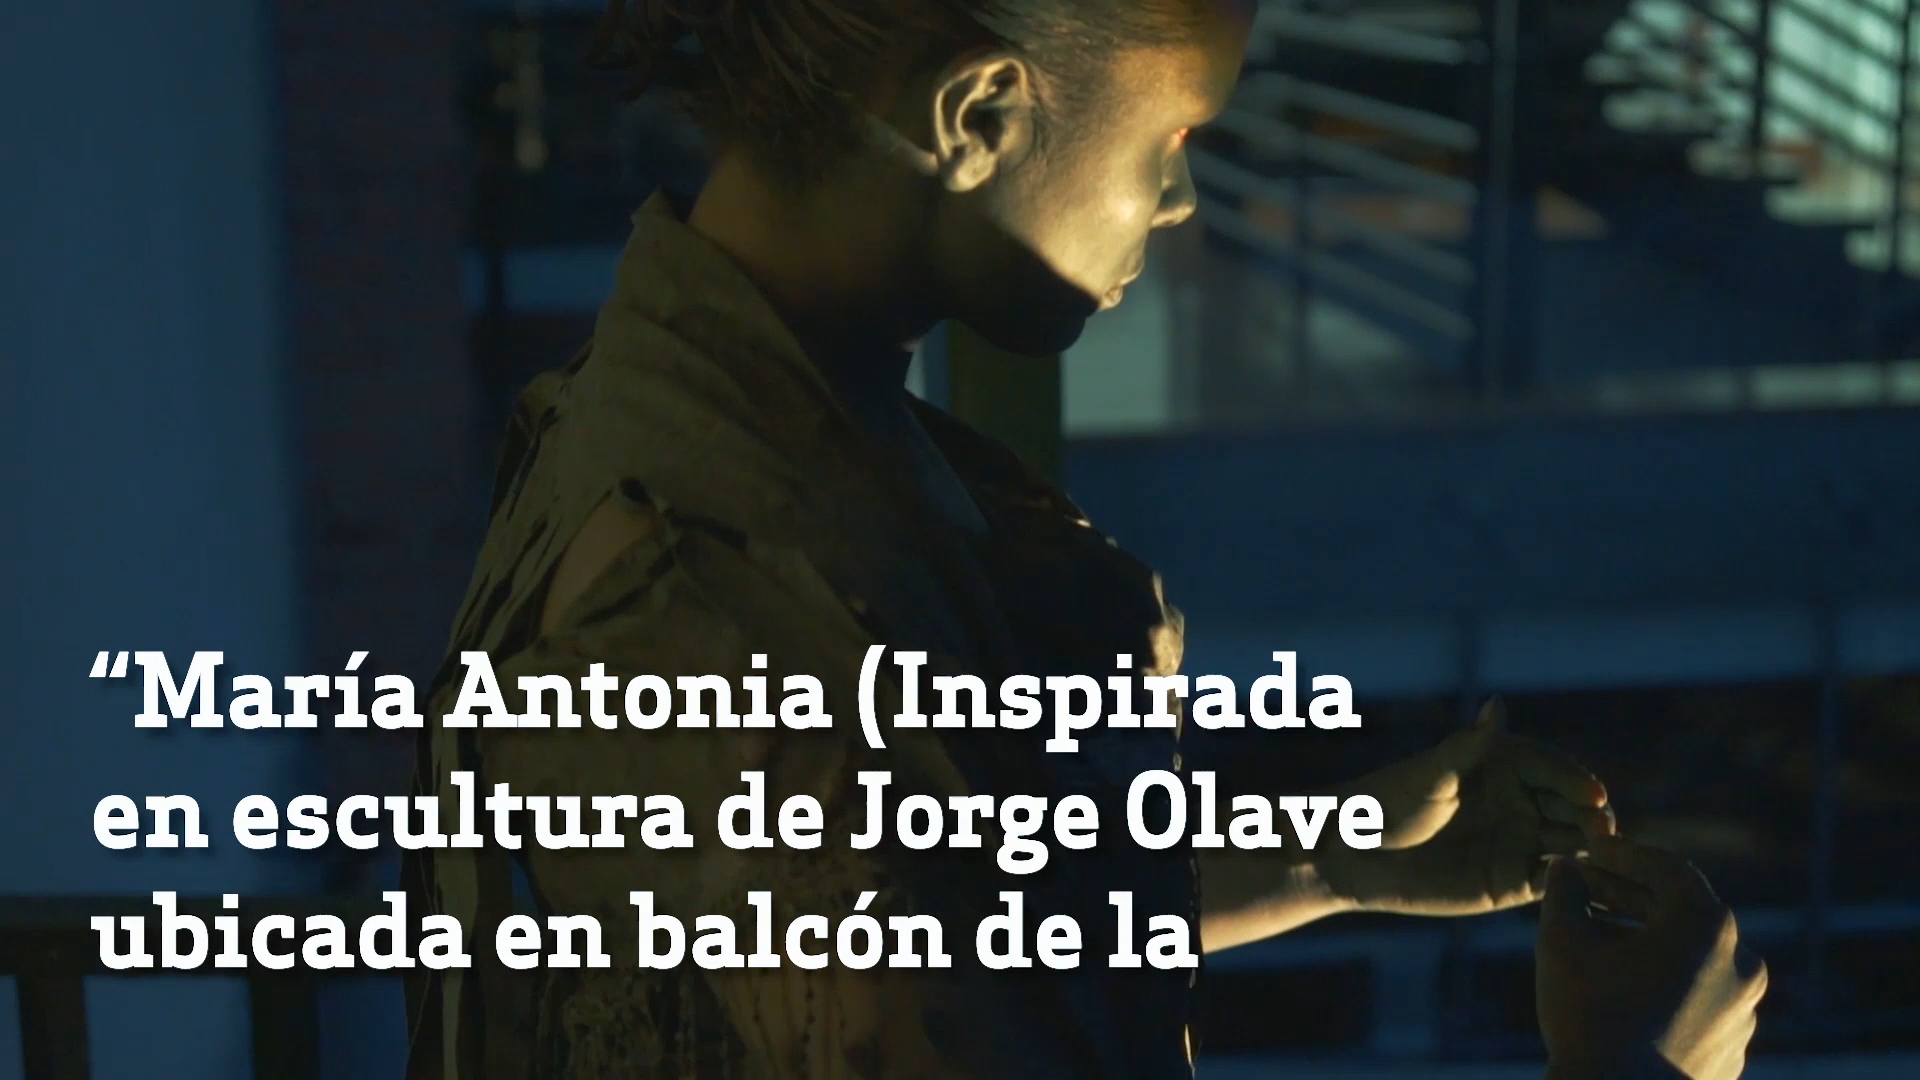 “María Antonia (Inspirada
en escultura de Jorge Olave
ubicada en balcón de la